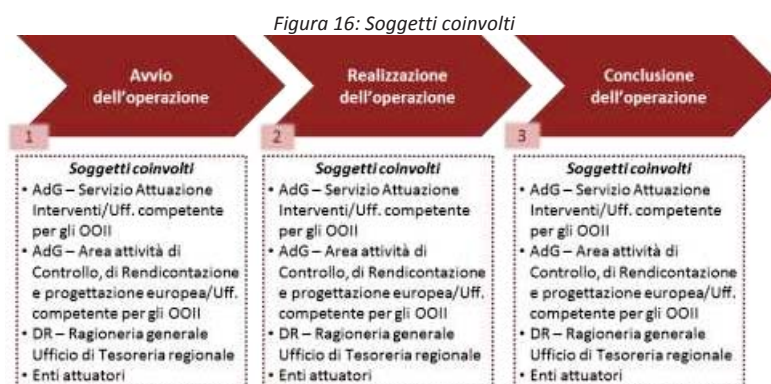 Figura 16: Soggetti coinvolti
Avvio
dell'operazione
1
Realizzazione
dell'operazione
2
Conclusione
dell'operazione
3
Soggetti coinvolti
• AdG – Servizio Attuazione
Interventi/Uff. competente
per gli OOII
• AdG – Area attività di
Controllo, di Rendicontazione
e progettazione europea/Uff.
competente per gli OOII
• DR – Ragioneria generale
Ufficio di Tesoreria regionale
• Enti attuatori
Soggetti coinvolti
• AdG – Servizio Attuazione
Interventi/Uff. competente
per gli OOII
• AdG – Area attività di
Controllo, di Rendicontazione
e progettazione europea/Uff.
competente per gli OOII
• DR – Ragioneria generale
Ufficio di Tesoreria regionale
• Enti attuatori
Soggetti coinvolti
• AdG – Servizio Attuazione
Interventi/Uff. competente
per gli OOII
• AdG – Area attività di
Controllo, di Rendicontazione
e progettazione europea/Uff.
competente per gli OOII
• DR – Ragioneria generale
Ufficio di Tesoreria regionale
• Enti attuatori